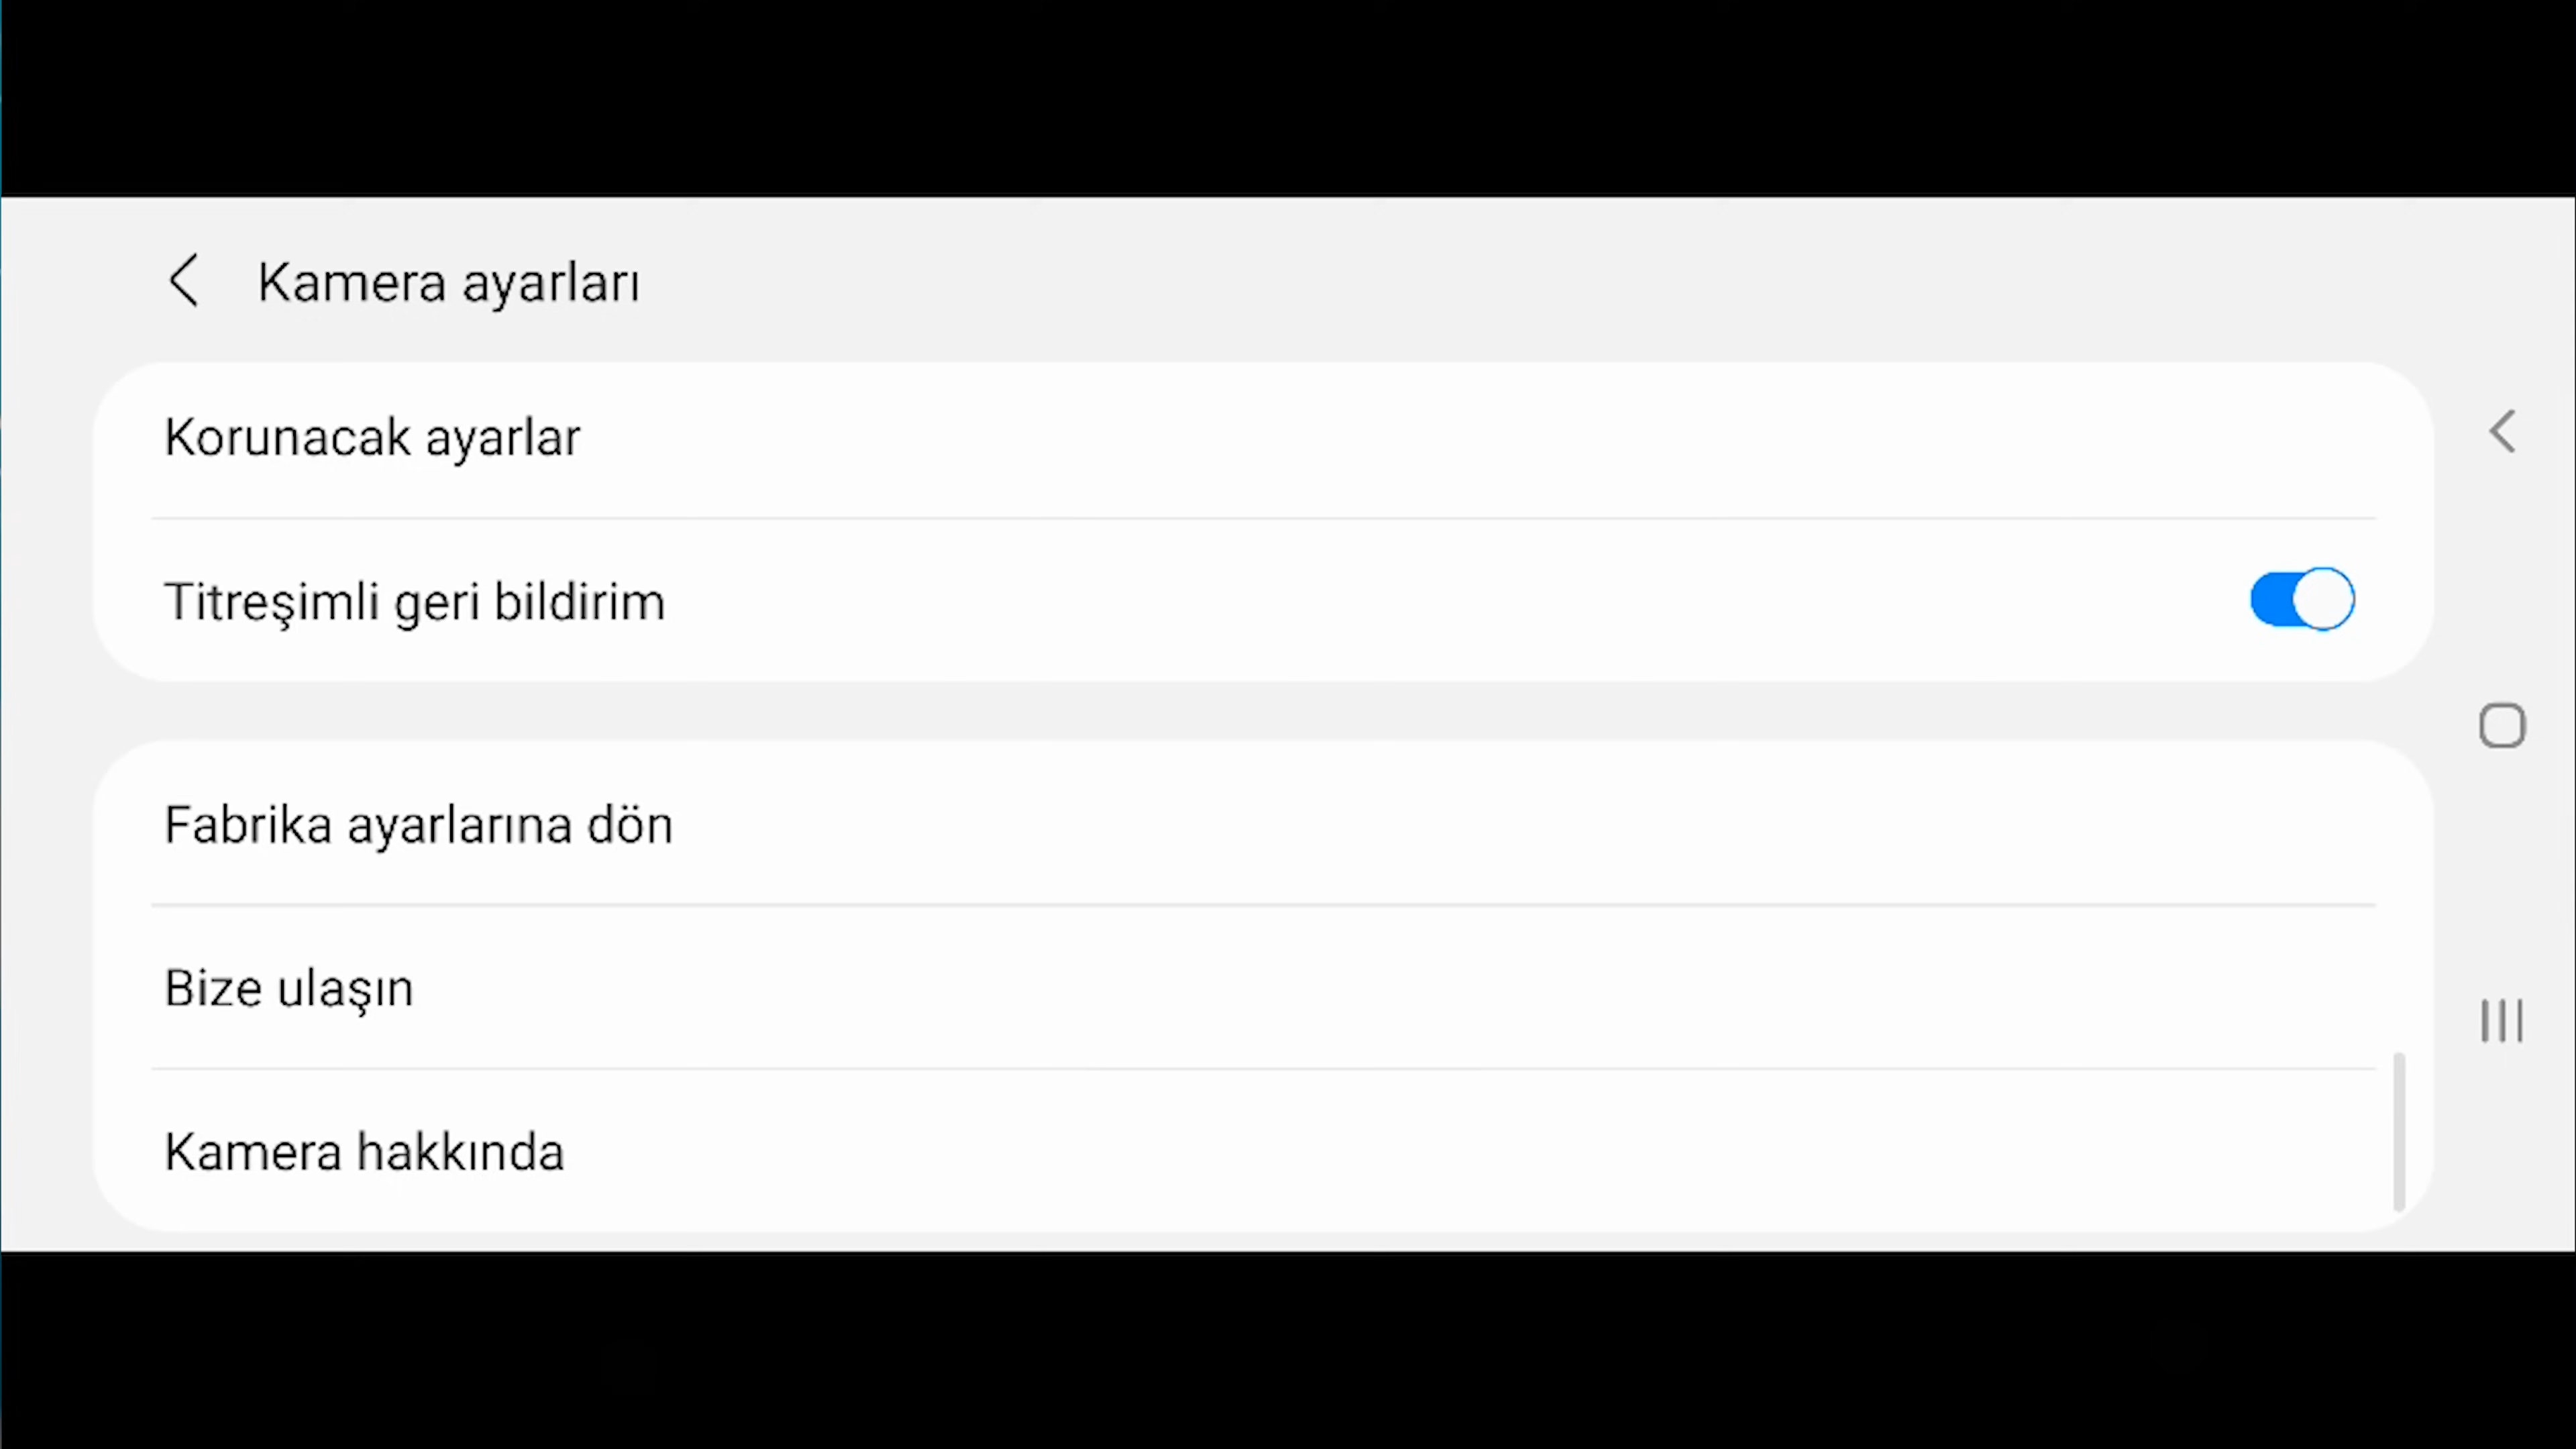 Kamera ayarları
Korunacak ayarlar
Titreşimli geri bildirim
Fabrika ayarlarına dön
Bize ulaşın
Kamera hakkında